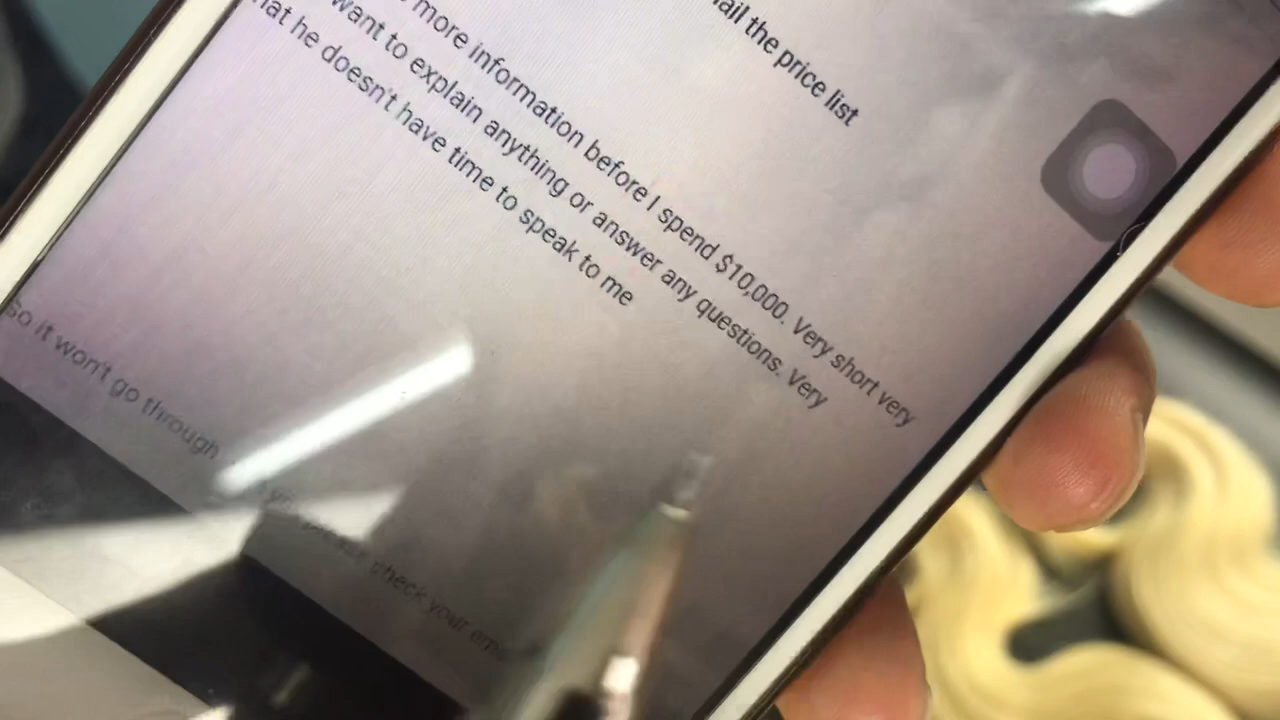 ail the price list
more information before I spend $10,000. Very short very
want to explain anything or answer any questions. Very
hat he doesn't have time to speak to me
So it won't go through
check your em